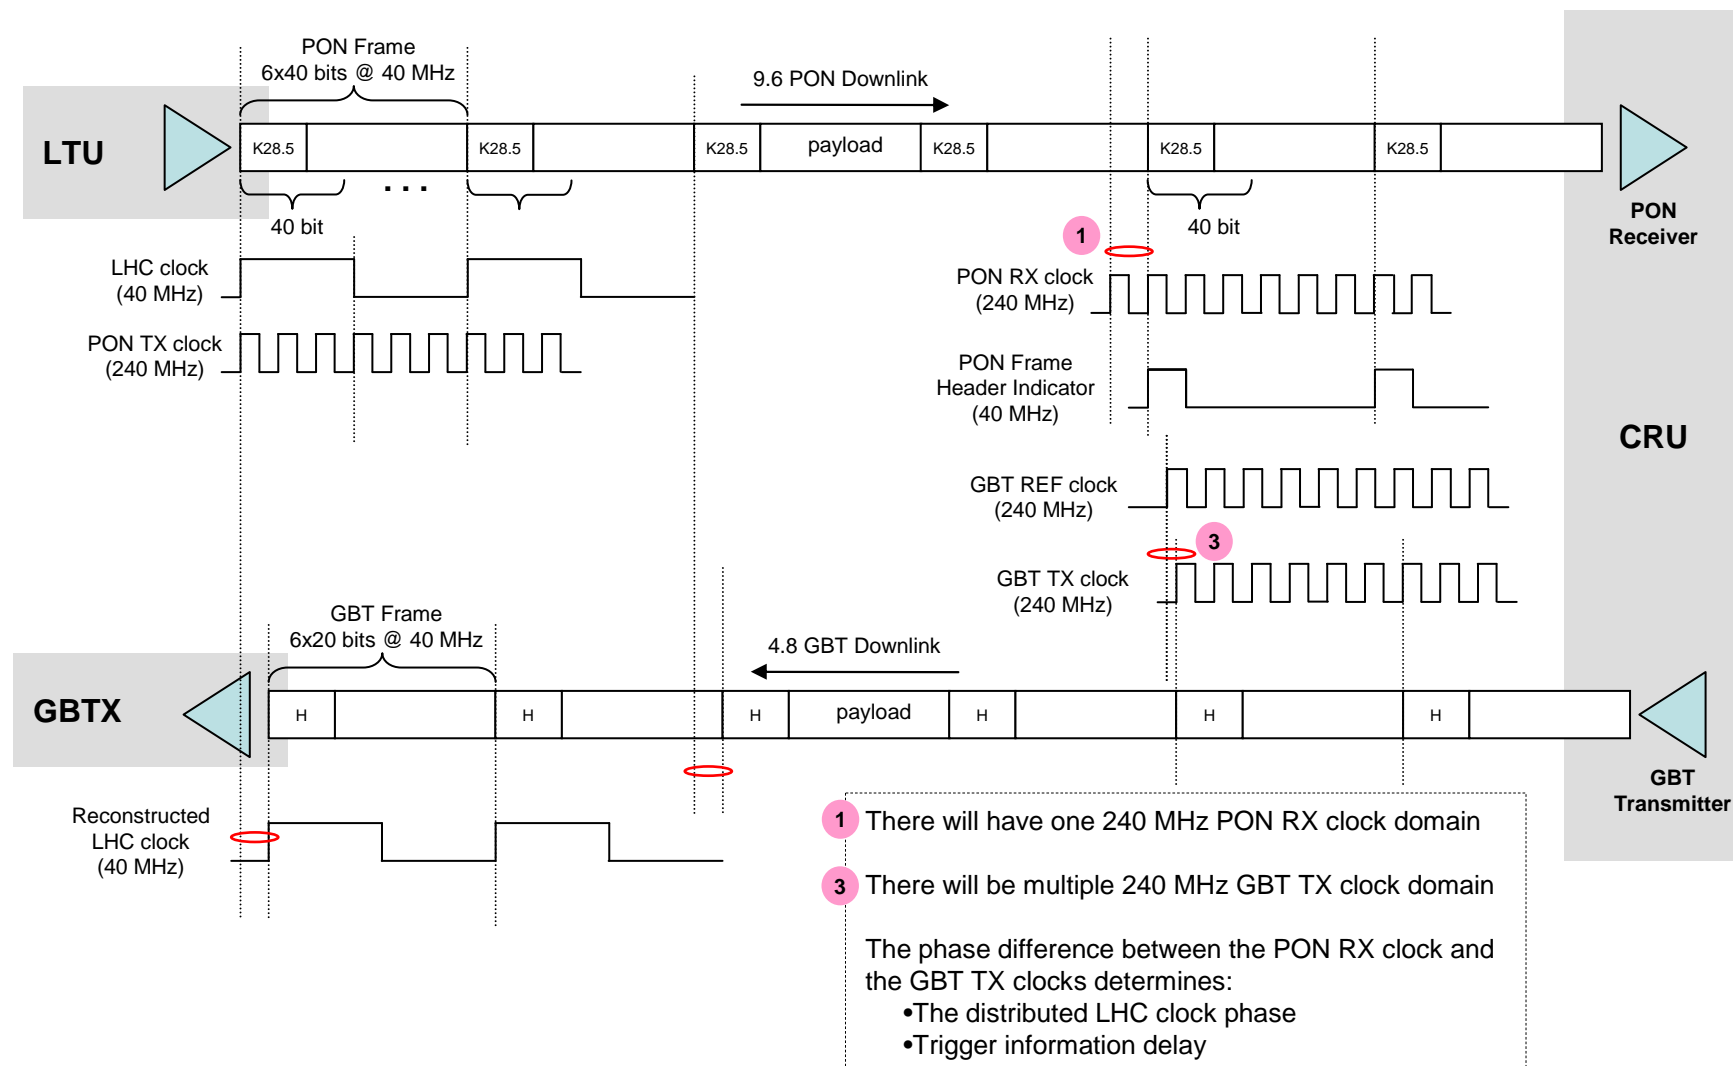 PON Frame
6x40 bits @ 40 MHz
9.6 PON Downlink
LTU
K28.5
K28.5
K28.5
payload
K28.5
K28.5
K28.5
. . .
40 bit
40 bit
PON
Receiver
1
LHC clock
(40 MHz)
PON RX clock
(240 MHz)
PON TX clock
(240 MHz)
PON Frame
Header Indicator
(40 MHz)
CRU
GBT REF clock
(240 MHz)
3
GBT TX clock
(240 MHz)
GBT Frame
6x20 bits @ 40 MHz
4.8 GBT Downlink
GBTX
H
H
H
payload
H
H
H
GBT
Transmitter
Reconstructed
LHC clock
(40 MHz)
1 There will have one 240 MHz PON RX clock domain
3 There will be multiple 240 MHz GBT TX clock domain
The phase difference between the PON RX clock and
the GBT TX clocks determines:
•The distributed LHC clock phase
•Trigger information delay